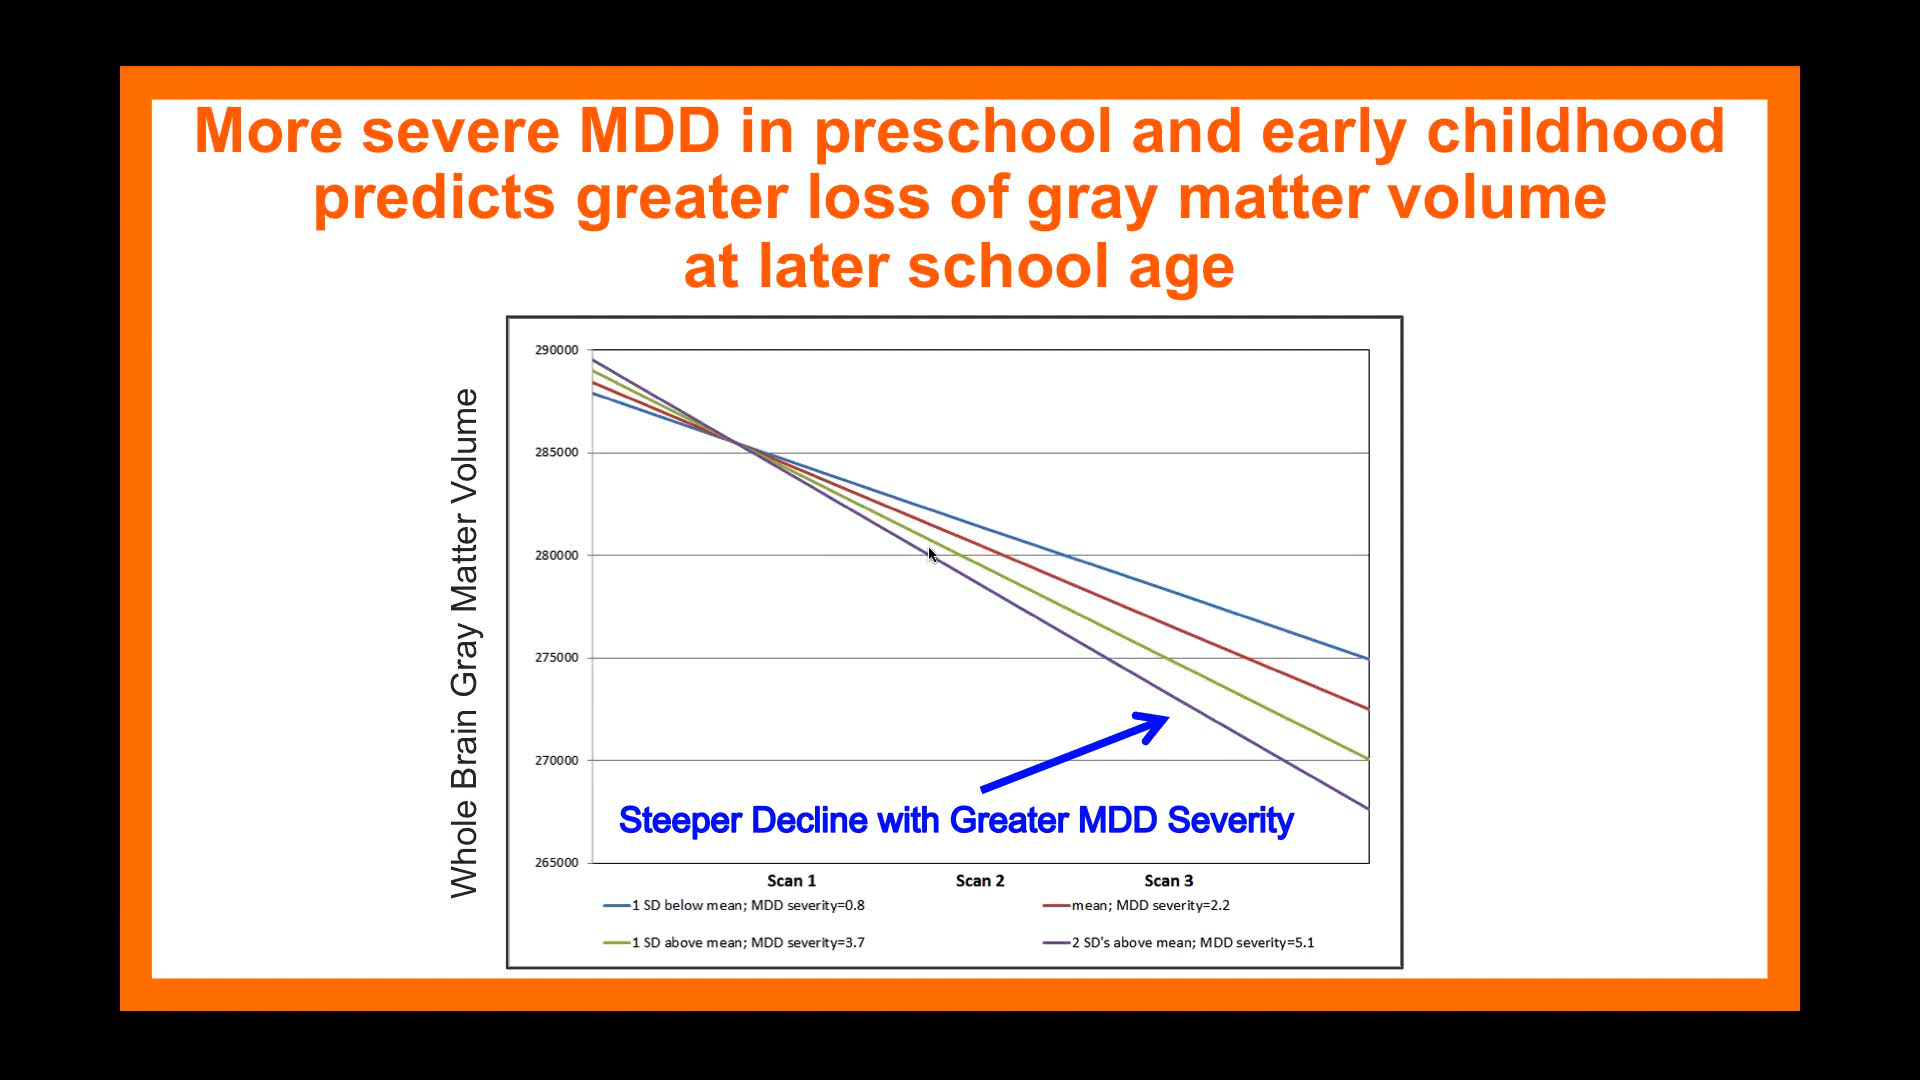 More severe MDD in preschool and early childhood
predicts greater loss of gray matter volume
at later school age
Whole Brain Gray Matter Volume
290000
285000
280000
275000
270000
265000
Steeper Decline with Greater MDD Severity
Scan 1 Scan 2 Scan 3
1 SD below mean; MDD severity=0.8 mean; MDD severity=2.2
1 SD above mean; MDD severity=3.7 2 SD's above mean; MDD severity=5.1